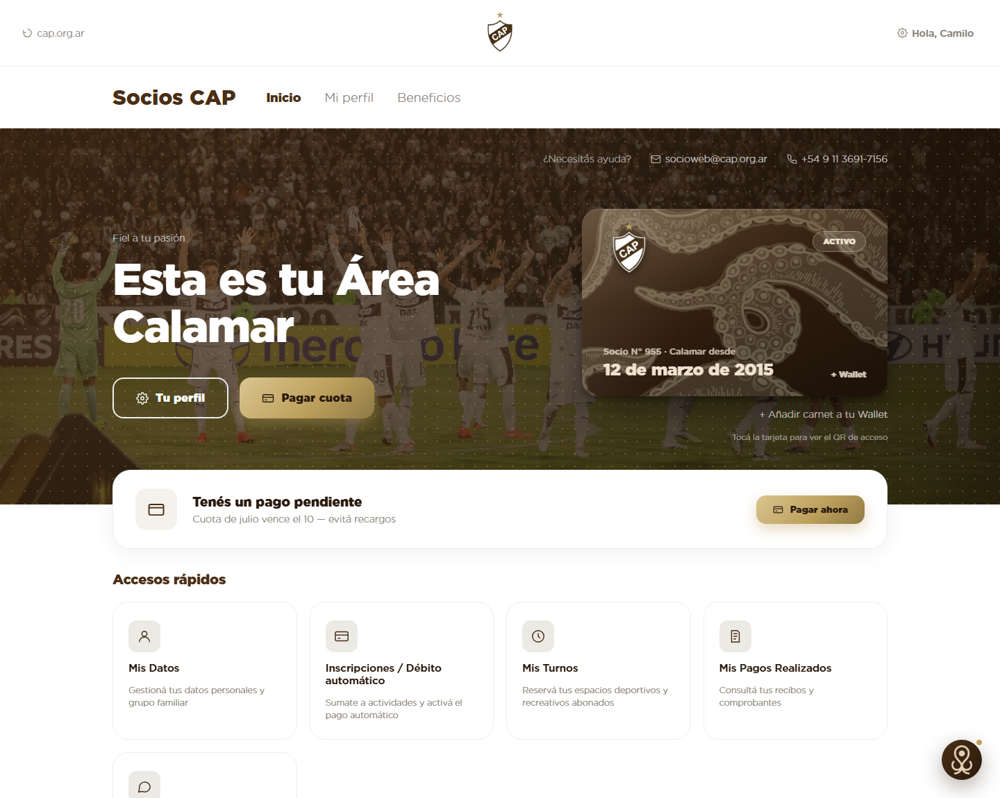 cap.org.ar
CAP
Hola, Camilo
Socios CAP
Inicio
Mi perfil
Beneficios
¿Necesitás ayuda?
socioweb@cap.org.ar
+54 9 11 3691-7156
Fiel a tu pasión
Esta es tu Área
Calamar
Tu perfil
Pagar cuota
CAP
ACTIVO
Socio N° 955 · Calamar desde
12 de marzo de 2015
+ Wallet
+ Añadir carnet a tu Wallet
Tocá la tarjeta para ver el QR de acceso
Tenés un pago pendiente
Cuota de julio vence el 10 — evitá recargos
Pagar ahora
Accesos rápidos
Mis Datos
Gestioná tus datos personales y
grupo familiar
Inscripciones / Débito
automático
Sumate a actividades y activá el
pago automático
Mis Turnos
Reservá tus espacios deportivos y
recreativos abonados
Mis Pagos Realizados
Consultá tus recibos y
comprobantes